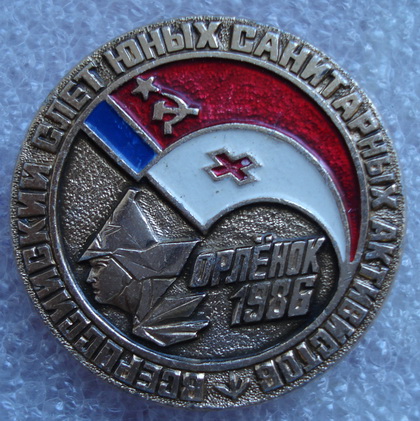 ВСЕРОССИЙСКИЙ СЛЕТ ЮНЫХ САНИТАРНЫХ АКТИВИСТОВ
ОРЛЁНОК
1986